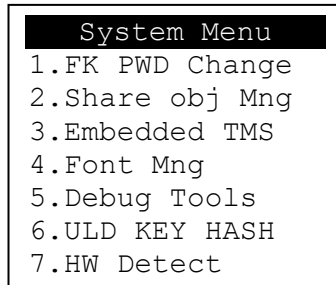 System Menu
1.FK PWD Change
2.Share obj Mng
3.Embedded TMS
4.Font Mng
5.Debug Tools
6.ULD KEY HASH
7.HW Detect